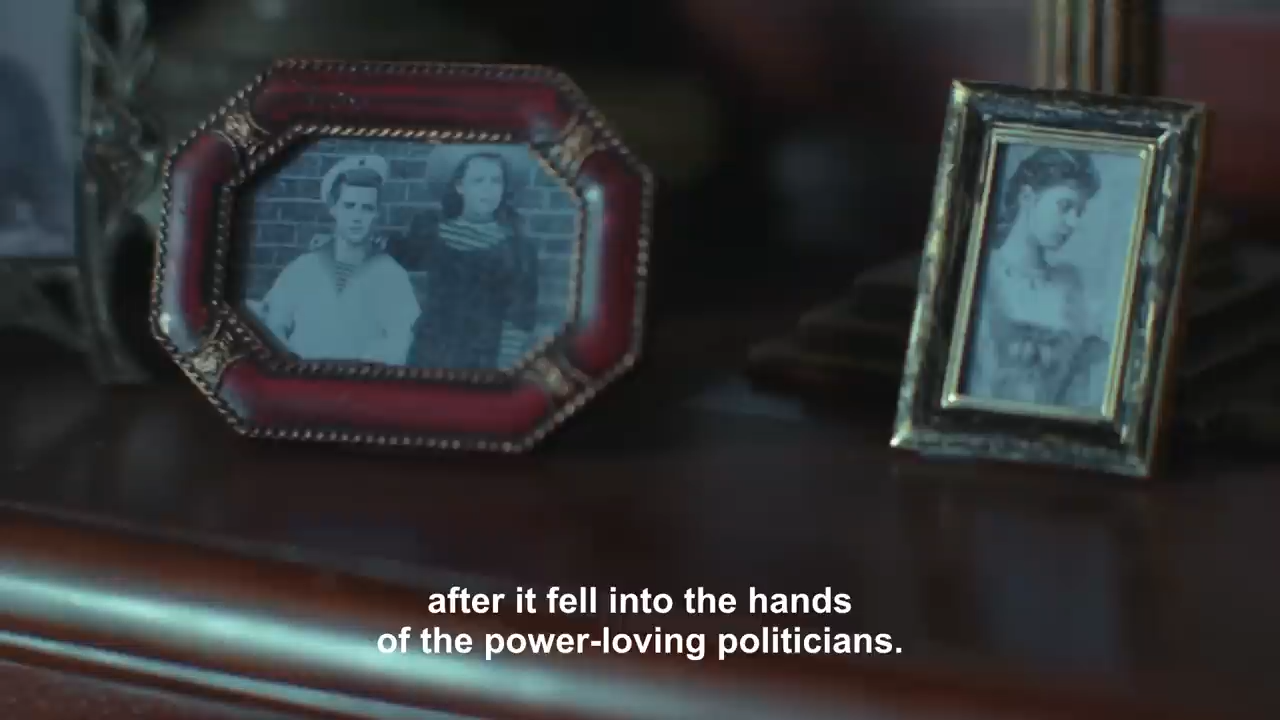 after it fell into the hands
of the power-loving politicians.